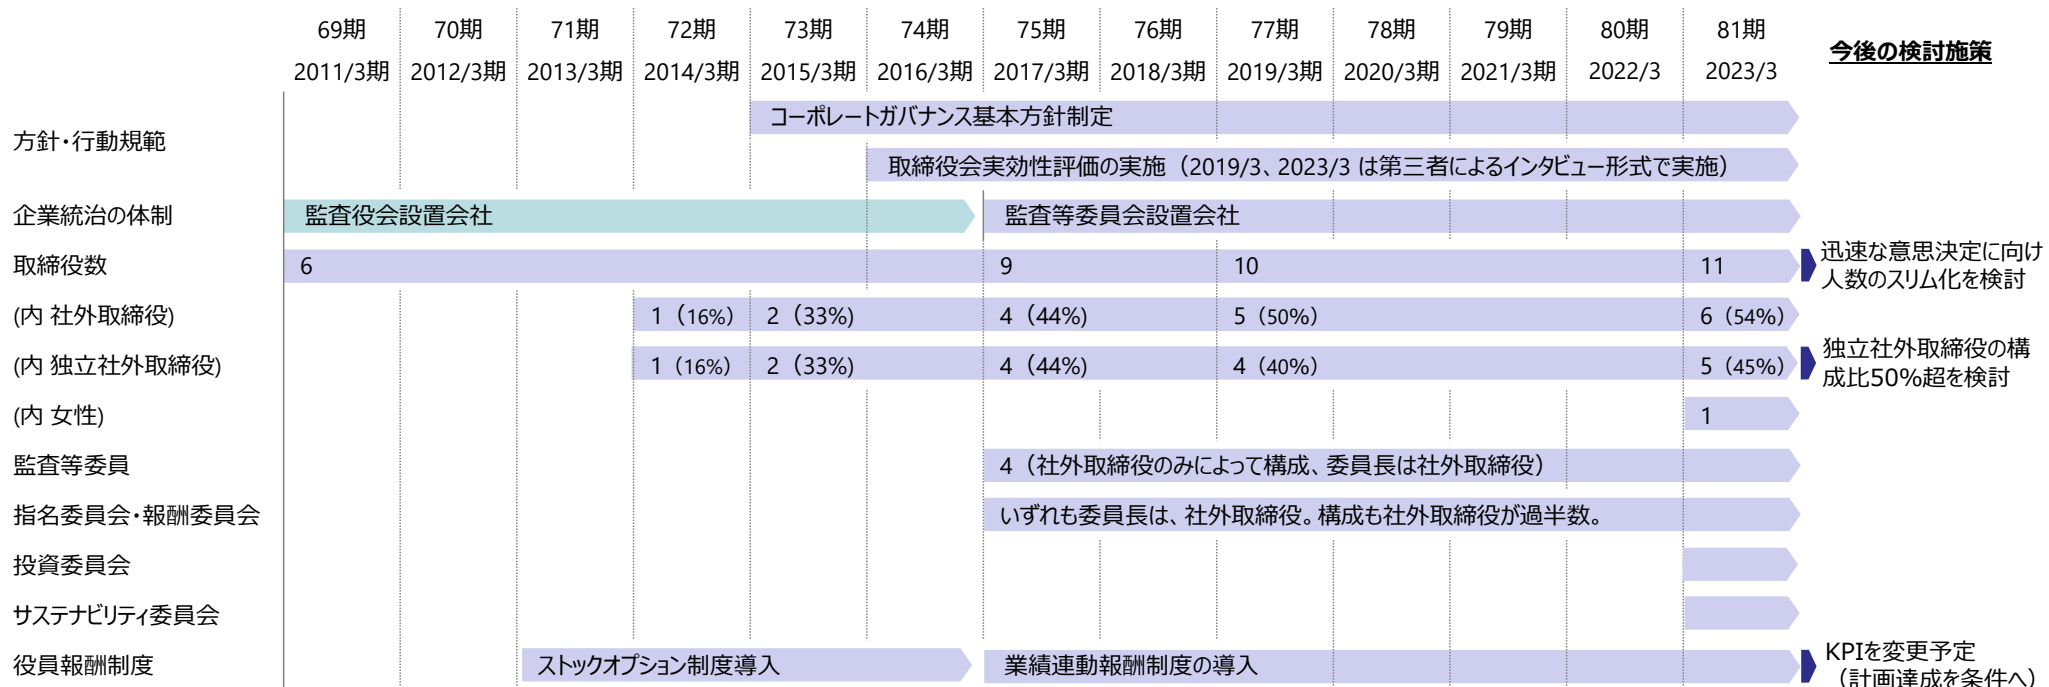 69期 70期 71期 72期 73期 74期 75期 76期 77期 78期 79期 80期 81期
2011/3期 2012/3期 2013/3期 2014/3期 2015/3期 2016/3期 2017/3期 2018/3期 2019/3期 2020/3期 2021/3期 2022/3 2023/3
今後の検討施策
方針・行動規範
コーポレートガバナンス基本方針制定
取締役会実効性評価の実施（2019/3、2023/3 は第三者によるインタビュー形式で実施）
企業統治の体制 監査役会設置会社 監査等委員会設置会社
取締役数 6 9 10 11
迅速な意思決定に向け
人数のスリム化を検討
(内 社外取締役) 1（16%) 2（33%) 4（44%) 5（50%) 6（54%)
(内 独立社外取締役) 1（16%) 2（33%) 4（44%) 4（40%) 5（45%)
独立社外取締役の構
成比50%超を検討
(内 女性) 1
監査等委員 4（社外取締役のみによって構成、委員長は社外取締役）
指名委員会・報酬委員会 いずれも委員長は、社外取締役。構成も社外取締役が過半数。
投資委員会
サステナビリティ委員会
役員報酬制度 ストックオプション制度導入 業績連動報酬制度の導入
KPIを変更予定
（計画達成を条件へ）